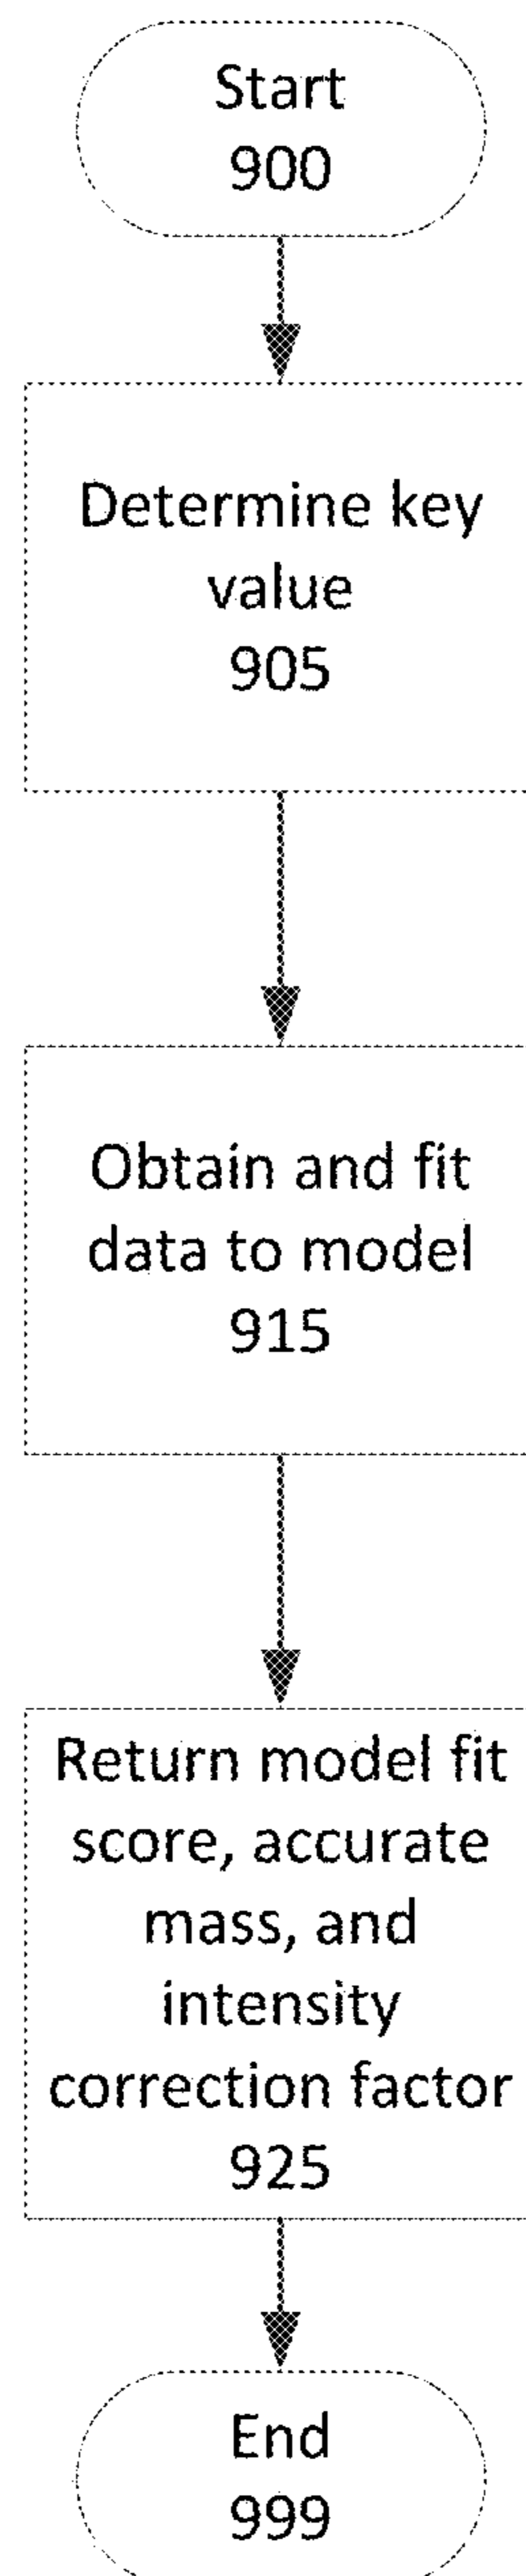 Start
900
Determine key
value
905
Obtain and fit
data to model
915
Return model fit
score, accurate
mass, and
intensity
correction factor
925
End
999